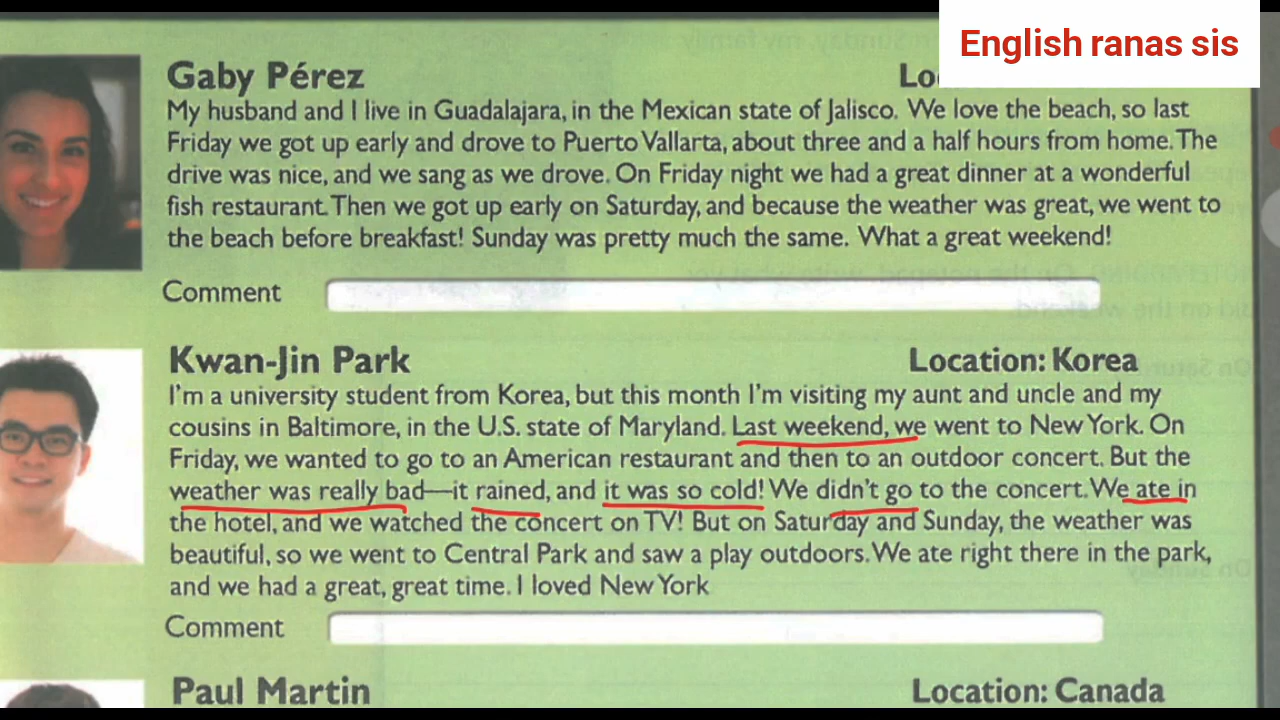 English ranas sis
Gaby Pérez
My husband and I live in Guadalajara, in the Mexican state of Jalisco. We love the beach, so last
Friday we got up early and drove to Puerto Vallarta, about three and a half hours from home. The
drive was nice, and we sang as we drove. On Friday night we had a great dinner at a wonderful
fish restaurant. Then we got up early on Saturday, and because the weather was great, we went to
the beach before breakfast! Sunday was pretty much the same. What a great weekend!
Comment
Kwan-Jin Park Location: Korea
I'm a university student from Korea, but this month I'm visiting my aunt and uncle and my
cousins in Baltimore, in the U.S. state of Maryland. Last weekend, we went to New York. On
Friday, we wanted to go to an American restaurant and then to an outdoor concert. But the
weather was really bad—it rained, and it was so cold! We didn't go to the concert. We ate in
the hotel, and we watched the concert on TV! But on Saturday and Sunday, the weather was
beautiful, so we went to Central Park and saw a play outdoors. We ate right there in the park,
and we had a great, great time. I loved New York
Comment
Paul Martin Location: Canada